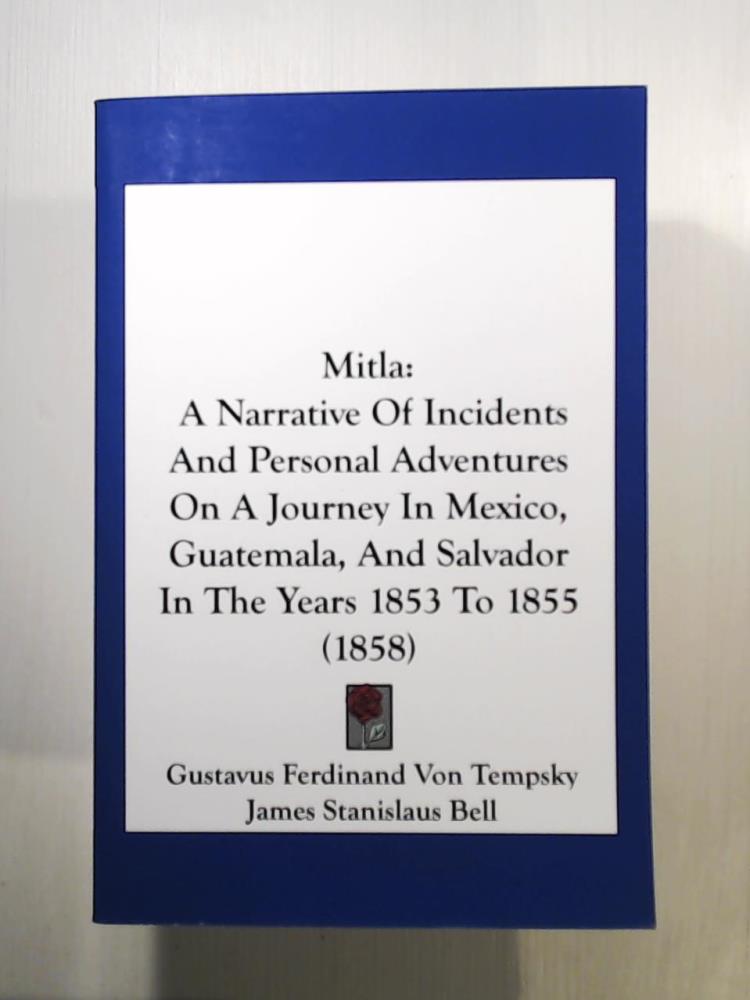 Mitla:
A Narrative Of Incidents
And Personal Adventures
On A Journey In Mexico,
Guatemala, And Salvador
In The Years 1853 To 1855
(1858)
Gustavus Ferdinand Von Tempsky
James Stanislaus Bell